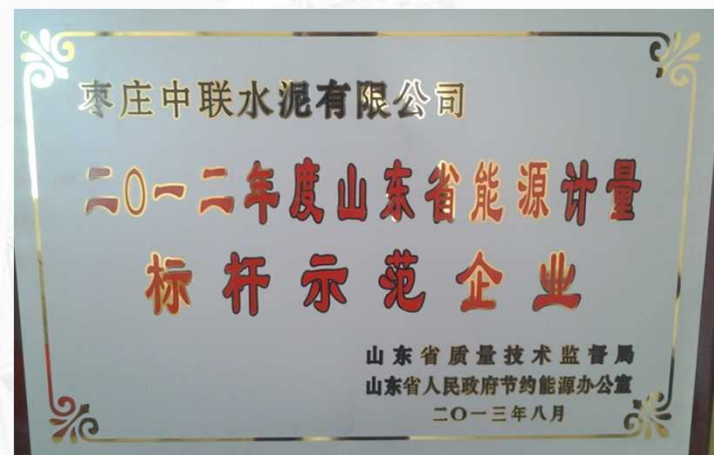 枣庄中联水泥有限公司
二〇一二年度山东省能源计量
标杆示范企业
山东省质量技术监督局
山东省人民政府节约能源办公室
二〇一三年八月